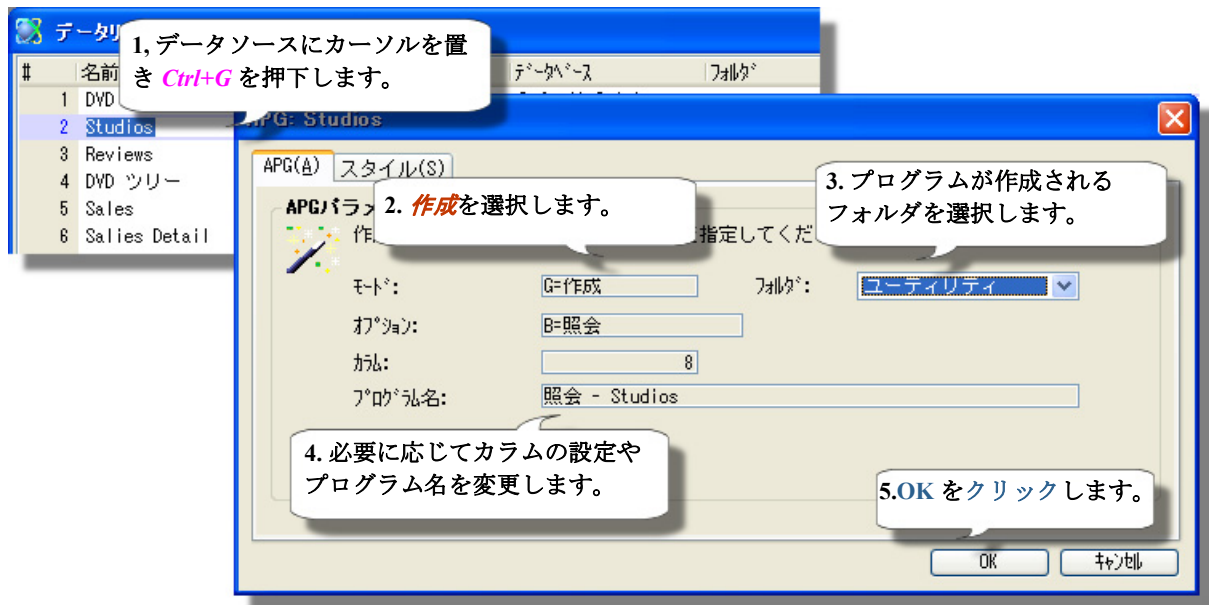 データリ
1, データソースにカーソルを置
き Ctrl+G を押下します。
# 名前 データベース フォルダ
1 DVD
2 Studios
3 Reviews
4 DVD ツリー
5 Sales
6 Salies Detail
APG: Studios
APG(A) スタイル(S)
3. プログラムが作成される
フォルダを選択します。
APGパラメ
2. 作成を選択します。
作 指定してくだ
モード: G=作成 フォルダ: ユーティリティ
オプション: B=照会
カラム: 8
プログラム名: 照会 - Studios
4. 必要に応じてカラムの設定や
プログラム名を変更します。
5.OK をクリックします。
OK キャンセル